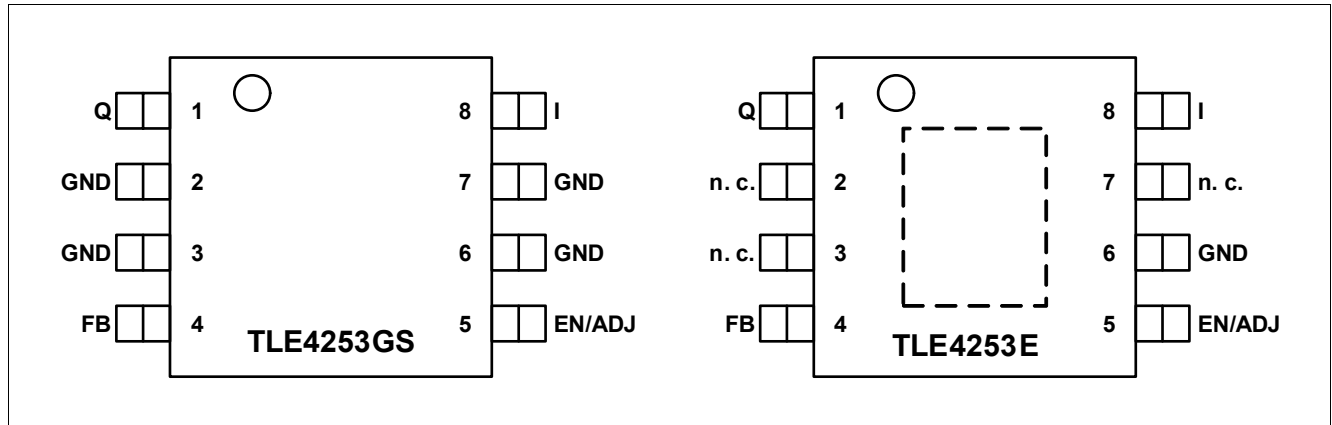 Q 1 8 I Q 1 8 I
GND 2 7 GND n. c. 2 7 n. c.
GND 3 6 GND n. c. 3 6 GND
FB 4 5 EN/ADJ FB 4 5 EN/ADJ
TLE4253GS TLE4253E